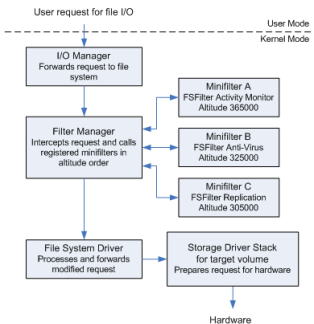 User request for file I/O
User Mode
Kernel Mode
I/O Manager
Forwards request to file
system
Filter Manager
Intercepts request and calls
registered minifilters in
altitude order
Minifilter A
FSFilter Activity Monitor
Altitude 365000
Minifilter B
FSFilter Anti-Virus
Altitude 325000
Minifilter C
FSFilter Replication
Altitude 305000
File System Driver
Processes and forwards
modified request
Storage Driver Stack
for target volume
Prepares request for hardware
Hardware